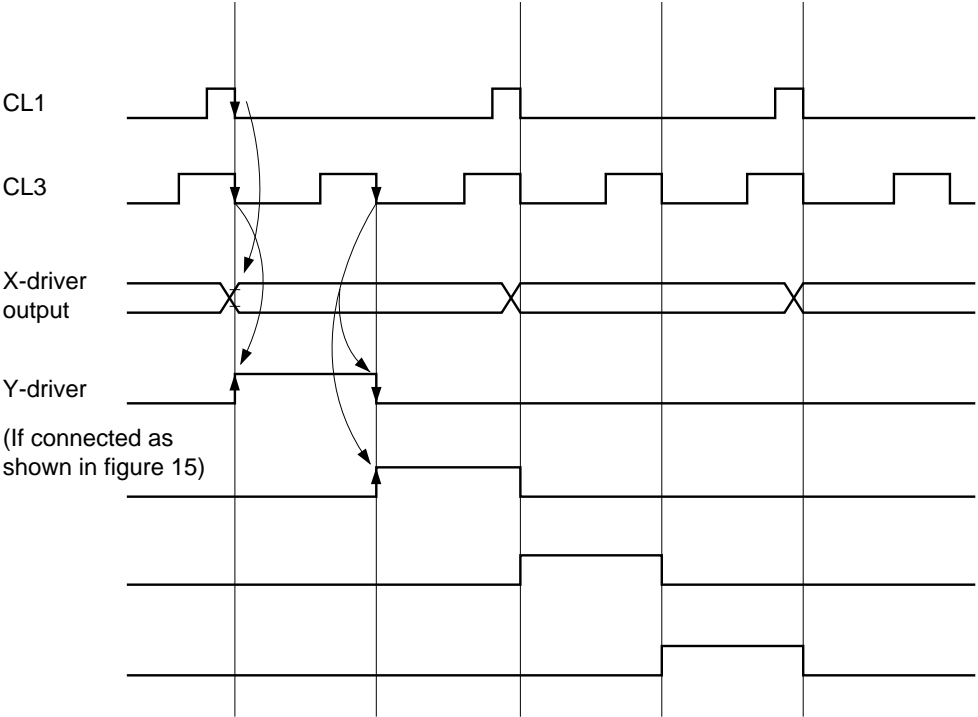 CL1
CL3
X-driver
output
Y-driver
(If connected as
shown in figure 15)